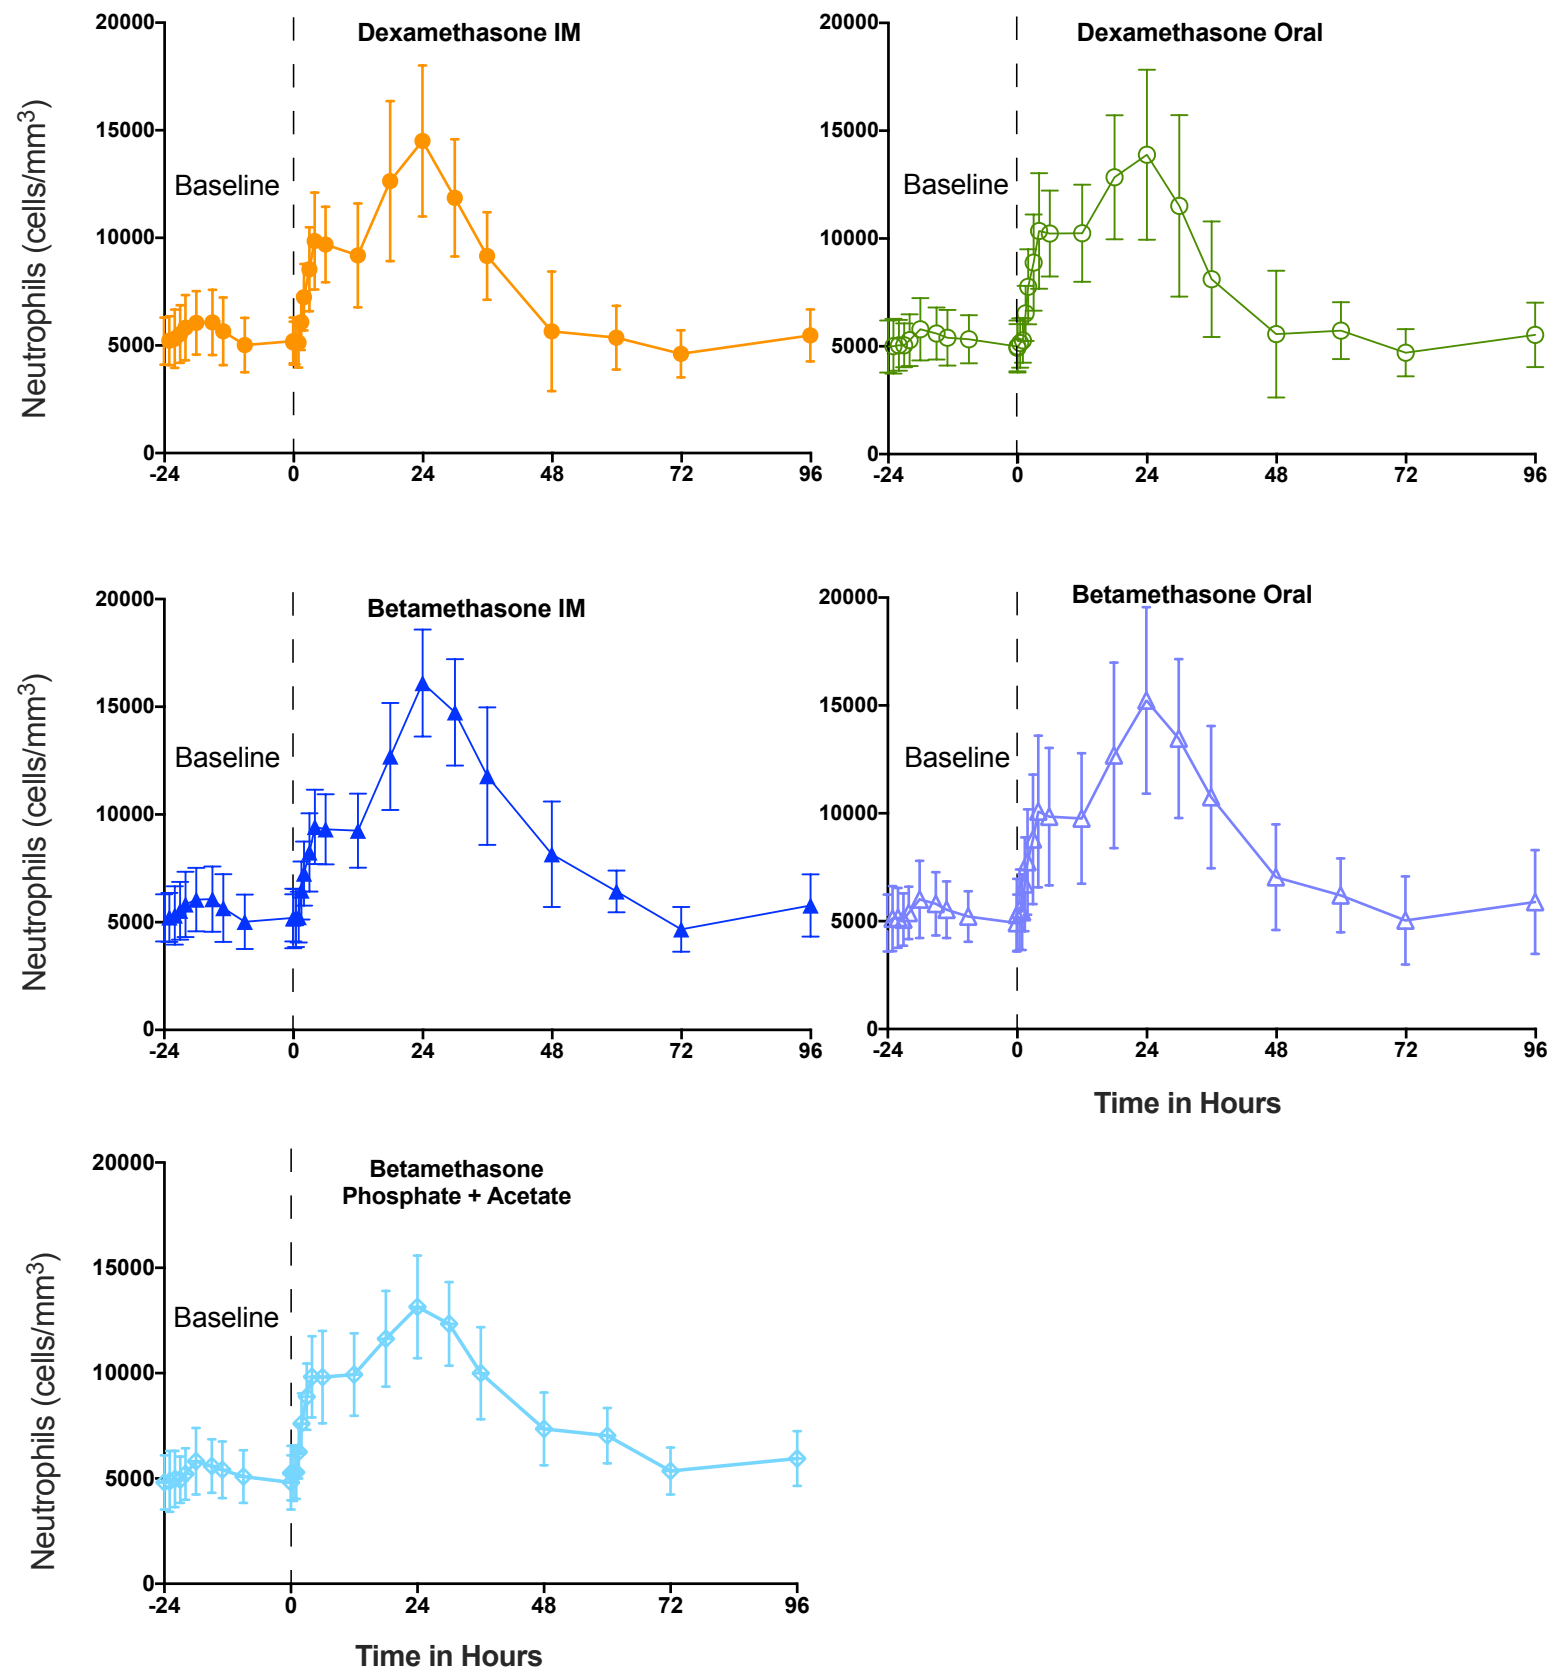 Dexamethasone IM
Neutrophils (cells/mm³)
20000
15000
10000
5000
0
Baseline
-24 0 24 48 72 96
Dexamethasone Oral
20000
15000
10000
5000
0
Baseline
-24 0 24 48 72 96
Betamethasone IM
Neutrophils (cells/mm³)
20000
15000
10000
5000
0
Baseline
-24 0 24 48 72 96
Betamethasone Oral
20000
15000
10000
5000
0
Baseline
-24 0 24 48 72 96
Time in Hours
Betamethasone
Phosphate + Acetate
Neutrophils (cells/mm³)
20000
15000
10000
5000
0
Baseline
-24 0 24 48 72 96
Time in Hours